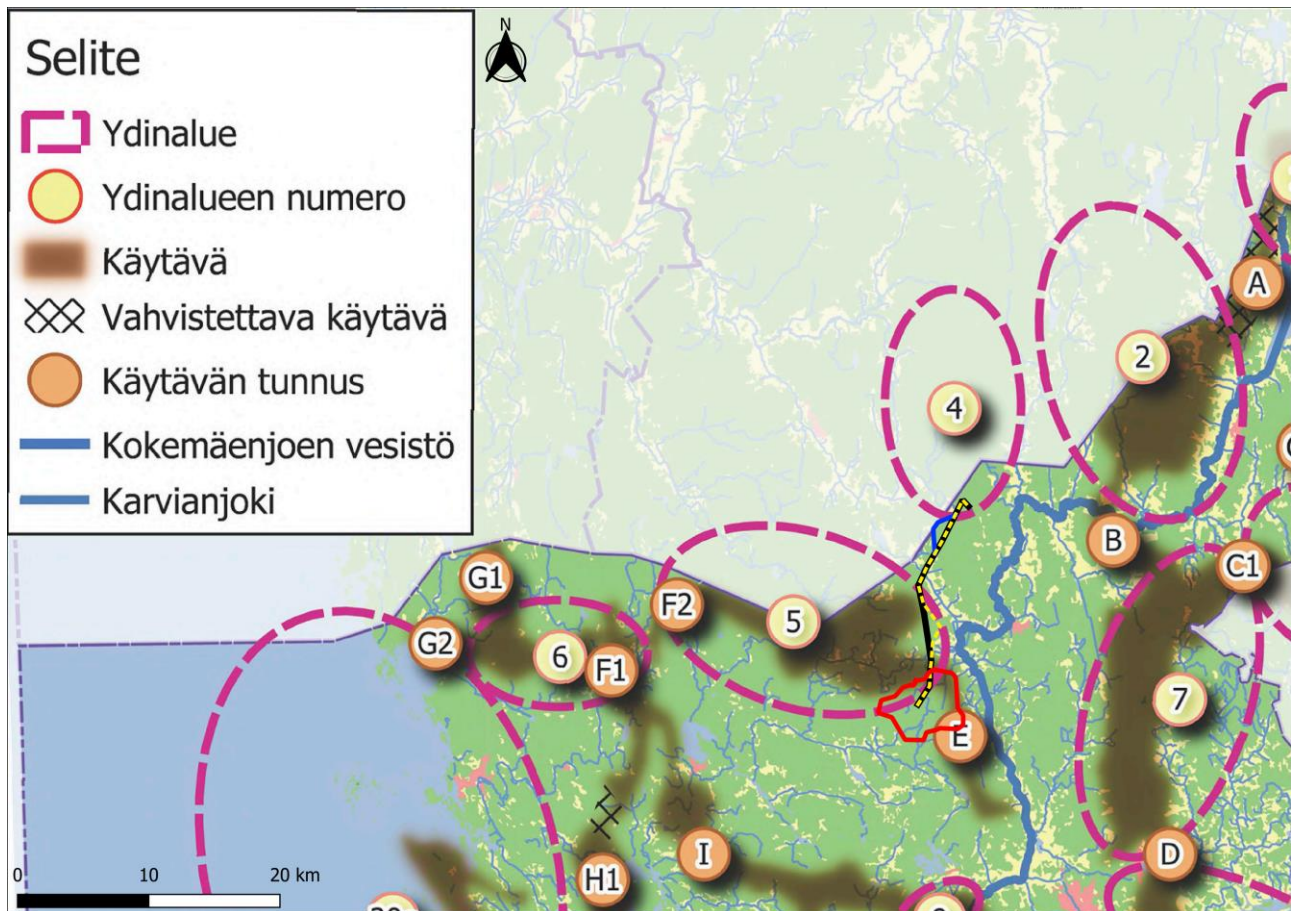 Selite
Ydinalue
Ydinalueen numero
Käytävä
Vahvistettava käytävä
Käytävän tunnus
Kokemäenjoen vesistö
Karvianjoki
N
A
2
4
B
C1
G1
F2
5
G2
6
F1
7
E
I
D
H1
0 10 20 km